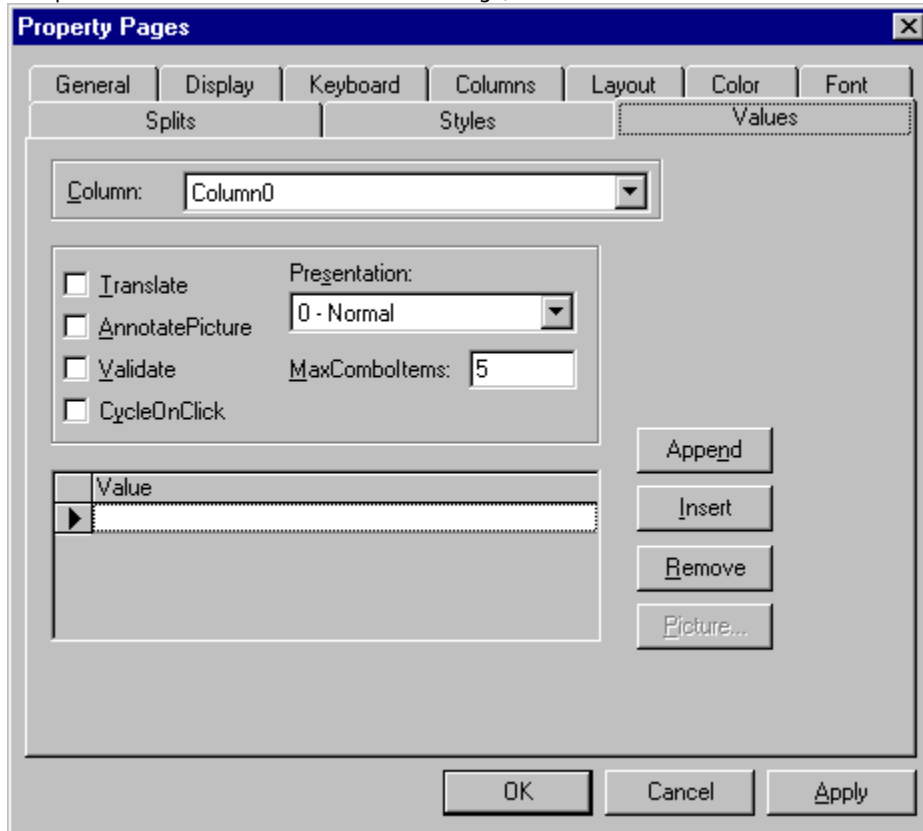 Property Pages
General Display Keyboard Columns Layout Color Font
Splits Styles Values
Column: Column0
Translate
Presentation:
0 - Normal
AnnotatePicture
Validate
MaxComboItems: 5
CycleOnClick
Append
Value
Insert
Remove
Picture...
OK Cancel Apply